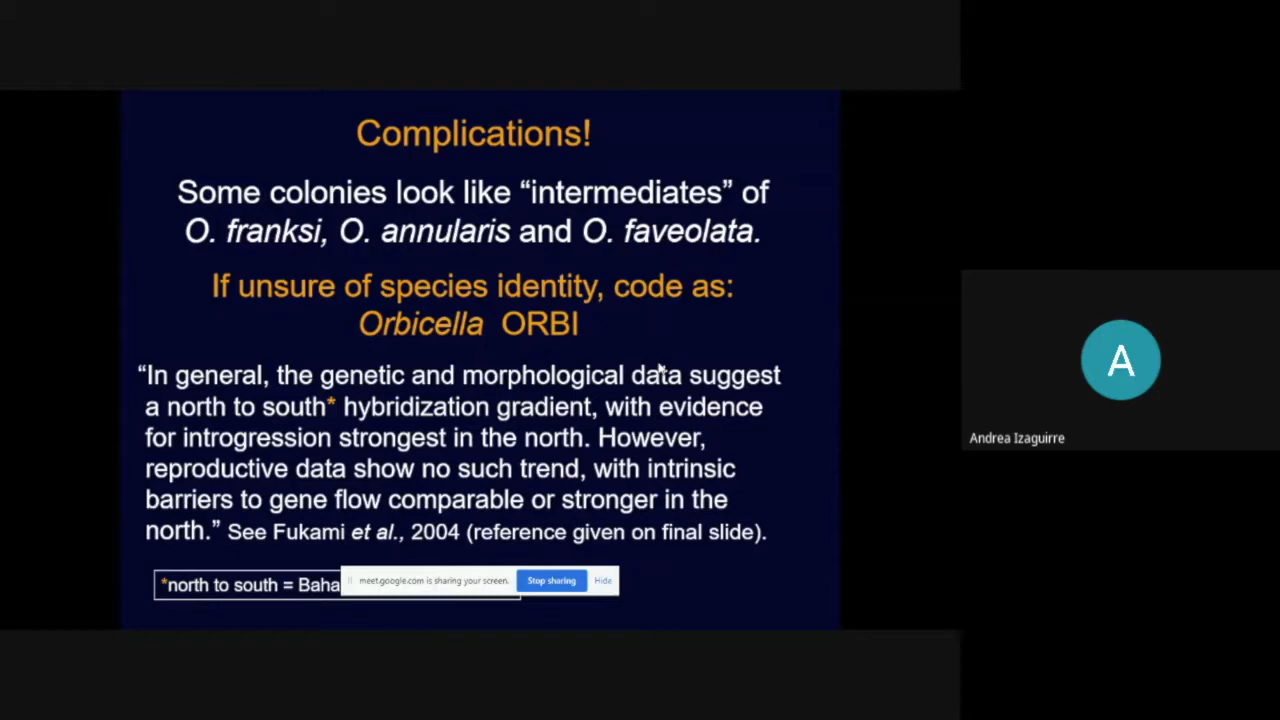 Complications!
Some colonies look like “intermediates” of
O. franksi, O. annularis and O. faveolata.
If unsure of species identity, code as:
Orbicella ORBI
“In general, the genetic and morphological data suggest
a north to south* hybridization gradient, with evidence
for introgression strongest in the north. However,
reproductive data show no such trend, with intrinsic
barriers to gene flow comparable or stronger in the
north.” See Fukami et al., 2004 (reference given on final slide).
*north to south =
meet.google.com is sharing your screen.
Stop sharing
Hide
A
Andrea Izaguirre